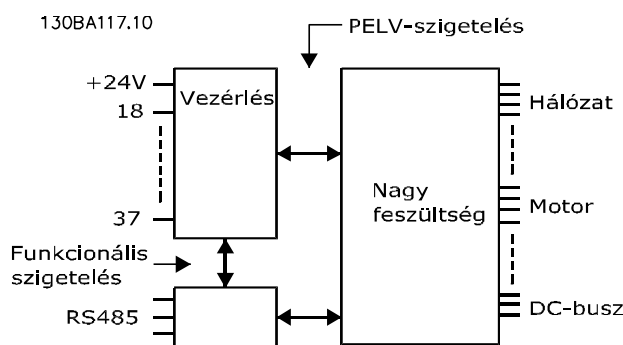 130BA117.10
PELV-szigetelés
+24V
18
37
Vezérlés
Nagy
feszültség
Hálózat
Motor
DC-busz
Funkcionális
szigetelés
RS485